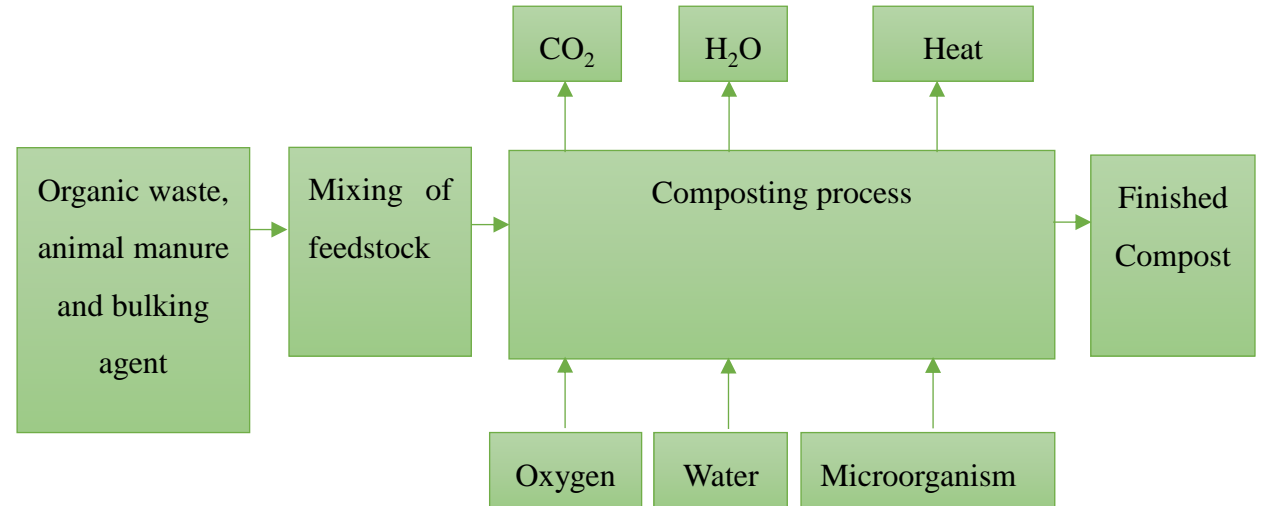 CO₂
H₂O
Heat
Organic waste,
animal manure
and bulking
agent
Mixing of
feedstock
Composting process
Finished
Compost
Oxygen
Water
Microorganism